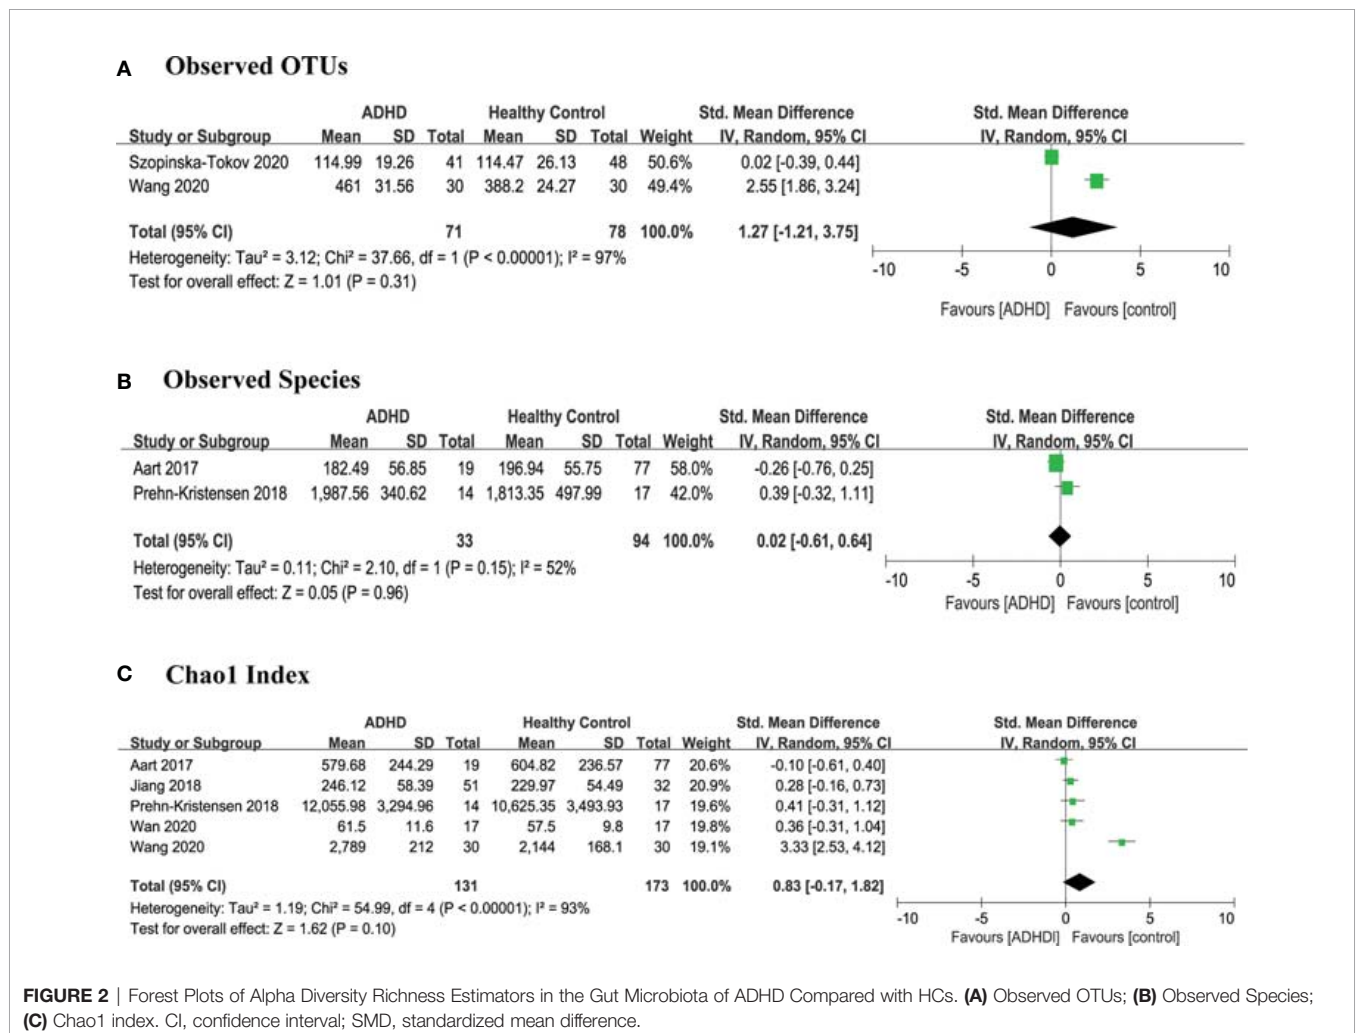 A Observed OTUs
ADHD Healthy Control Std. Mean Difference Std. Mean Difference
Study or Subgroup Mean SD Total Mean SD Total Weight IV, Random, 95% CI IV, Random, 95% CI
Szopinska-Tokov 2020 114.99 19.26 41 114.47 26.13 48 50.6% 0.02 [-0.39, 0.44]
Wang 2020 461 31.56 30 388.2 24.27 30 49.4% 2.55 [1.86, 3.24]
Total (95% CI) 71 78 100.0% 1.27 [-1.21, 3.75]
Heterogeneity: Tau² = 3.12; Chi² = 37.66, df = 1 (P < 0.00001); I² = 97%
Test for overall effect: Z = 1.01 (P = 0.31)
-10 -5 0 5 10
Favours [ADHD] Favours [control]
B Observed Species
ADHD Healthy Control Std. Mean Difference Std. Mean Difference
Study or Subgroup Mean SD Total Mean SD Total Weight IV, Random, 95% CI IV, Random, 95% CI
Aart 2017 182.49 56.85 19 196.94 55.75 77 58.0% -0.26 [-0.76, 0.25]
Prehn-Kristensen 2018 1,987.56 340.62 14 1,813.35 497.99 17 42.0% 0.39 [-0.32, 1.11]
Total (95% CI) 33 94 100.0% 0.02 [-0.61, 0.64]
Heterogeneity: Tau² = 0.11; Chi² = 2.10, df = 1 (P = 0.15); I² = 52%
Test for overall effect: Z = 0.05 (P = 0.96)
-10 -5 0 5 10
Favours [ADHD] Favours [control]
C Chao1 Index
ADHD Healthy Control Std. Mean Difference Std. Mean Difference
Study or Subgroup Mean SD Total Mean SD Total Weight IV, Random, 95% CI IV, Random, 95% CI
Aart 2017 579.68 244.29 19 604.82 236.57 77 20.6% -0.10 [-0.61, 0.40]
Jiang 2018 246.12 58.39 51 229.97 54.49 32 20.9% 0.28 [-0.16, 0.73]
Prehn-Kristensen 2018 12,055.98 3,294.96 14 10,625.35 3,493.93 17 19.6% 0.41 [-0.31, 1.12]
Wan 2020 61.5 11.6 17 57.5 9.8 17 19.8% 0.36 [-0.31, 1.04]
Wang 2020 2,789 212 30 2,144 168.1 30 19.1% 3.33 [2.53, 4.12]
Total (95% CI) 131 173 100.0% 0.83 [-0.17, 1.82]
Heterogeneity: Tau² = 1.19; Chi² = 54.99, df = 4 (P < 0.00001); I² = 93%
Test for overall effect: Z = 1.62 (P = 0.10)
-10 -5 0 5 10
Favours [ADHD] Favours [control]
FIGURE 2 | Forest Plots of Alpha Diversity Richness Estimators in the Gut Microbiota of ADHD Compared with HCs. (A) Observed OTUs; (B) Observed Species;
(C) Chao1 index. CI, confidence interval; SMD, standardized mean difference.